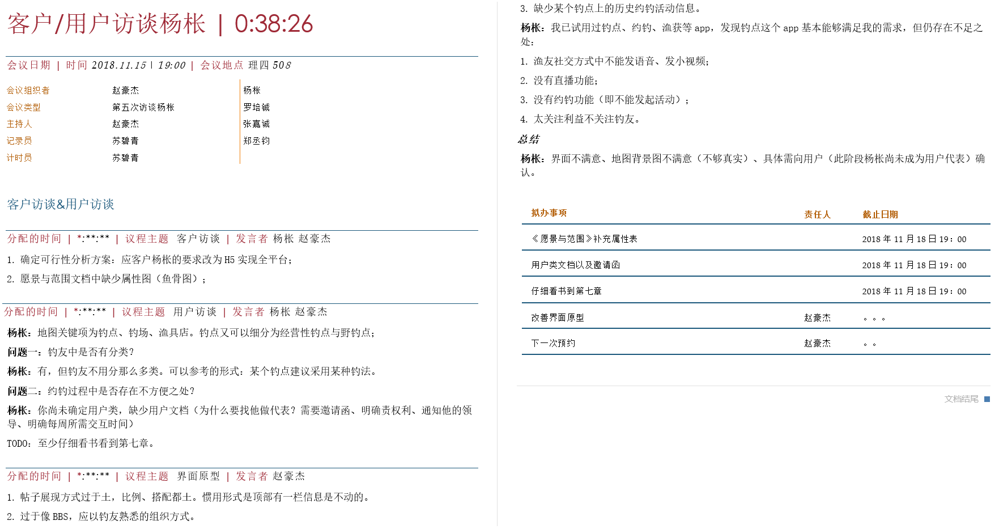 客户/用户访谈杨枨 | 0:38:26
会议日期 | 时间 2018.11.15 | 19:00 | 会议地点 理四 508
会议组织者 赵豪杰
会议类型 第五次访谈杨枨
主持人 赵豪杰
记录员 苏碧青
计时员 苏碧青
杨枨
罗培铖
张嘉诚
郑丞钧
客户访谈&用户访谈
分配的时间 | *:**:** | 议程主题 客户访谈 | 发言者 杨枨 赵豪杰
1. 确定可行性分析方案：应客户杨枨的要求改为 H5 实现全平台；
2. 愿景与范围文档中缺少属性图（鱼骨图）；
分配的时间 | *:**:** | 议程主题 用户访谈 | 发言者 杨枨 赵豪杰
杨枨：地图关键项为钓点、钓场、渔具店。钓点又可以细分为经营性钓点与野钓点；
问题一：钓友中是否有分类？
杨枨：有，但钓友不用分那么多类。可以参考的形式：某个钓点建议采用某种钓法。
问题二：约钓过程中是否存在不方便之处？
杨枨：你尚未确定用户类，缺少用户文档（为什么要找他做代表？需要邀请函、明确责权利、通知他的领
导、明确每周所需交互时间）
TODO：至少仔细看书看到第七章。
分配的时间 | *:**:** | 议程主题 界面原型 | 发言者 赵豪杰
1. 帖子展现方式过于土，比例、搭配都土。惯用形式是顶部有一栏信息是不动的。
2. 过于像 BBS，应以钓友熟悉的组织方式。
3. 缺少某个钓点上的历史约钓活动信息。
杨枨：我已试用过钓点、约钓、渔获等 app，发现钓点这个 app 基本能够满足我的需求，但仍存在不足之
处：
1. 渔友社交方式中不能发语音、发小视频；
2. 没有直播功能；
3. 没有约钓功能（即不能发起活动）；
4. 太关注利益不关注钓友。
总结
杨枨：界面不满意、地图背景图不满意（不够真实）、具体需向用户（此阶段杨枨尚未成为用户代表）确
认。
拟办事项 责任人 截止日期
《愿景与范围》补充属性表 2018 年 11 月 18 日 19：00
用户类文档以及邀请函 2018 年 11 月 18 日 19：00
仔细看书到第七章 2018 年 11 月 18 日 19：00
改善界面原型 赵豪杰 。。。
下一次预约 赵豪杰 。。
文档结尾